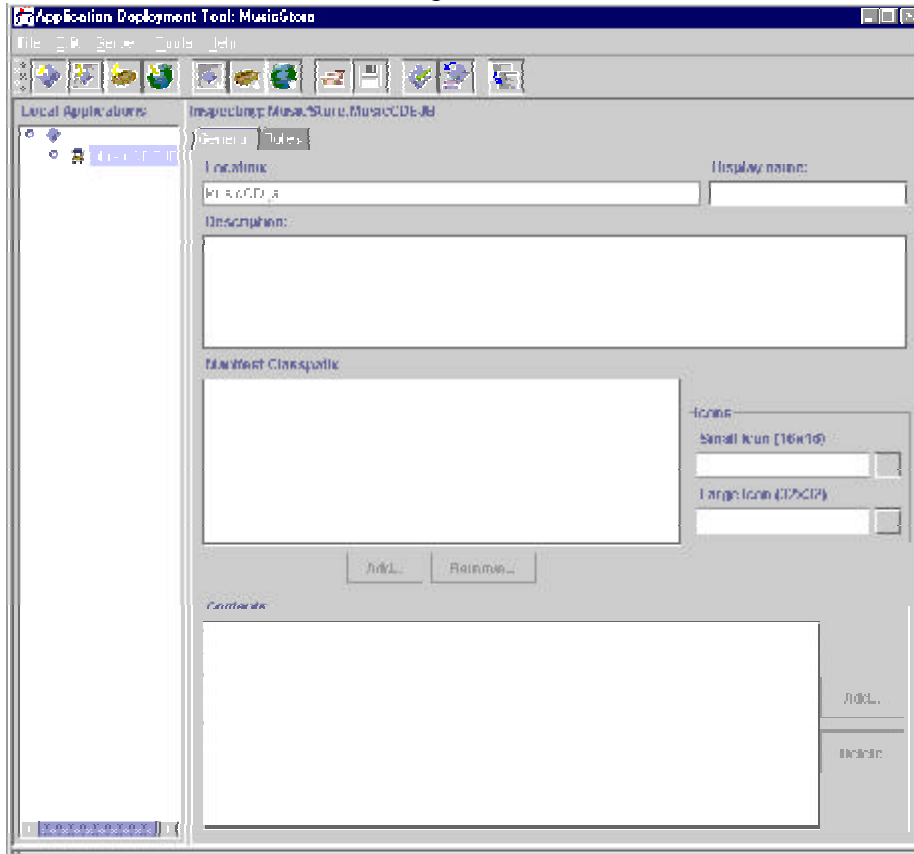 Application Deployment Tool: MusicStore
File Edit Server Tools Help
Local Applications
Inspecting: MusicStore.MusicCDEJB
General Roles
Location: Display name:
Description:
Manifest Classpath:
Icons
Small Icon (16x16)
Large Icon (32x32)
Add... Remove...
Contents
Add...
Delete